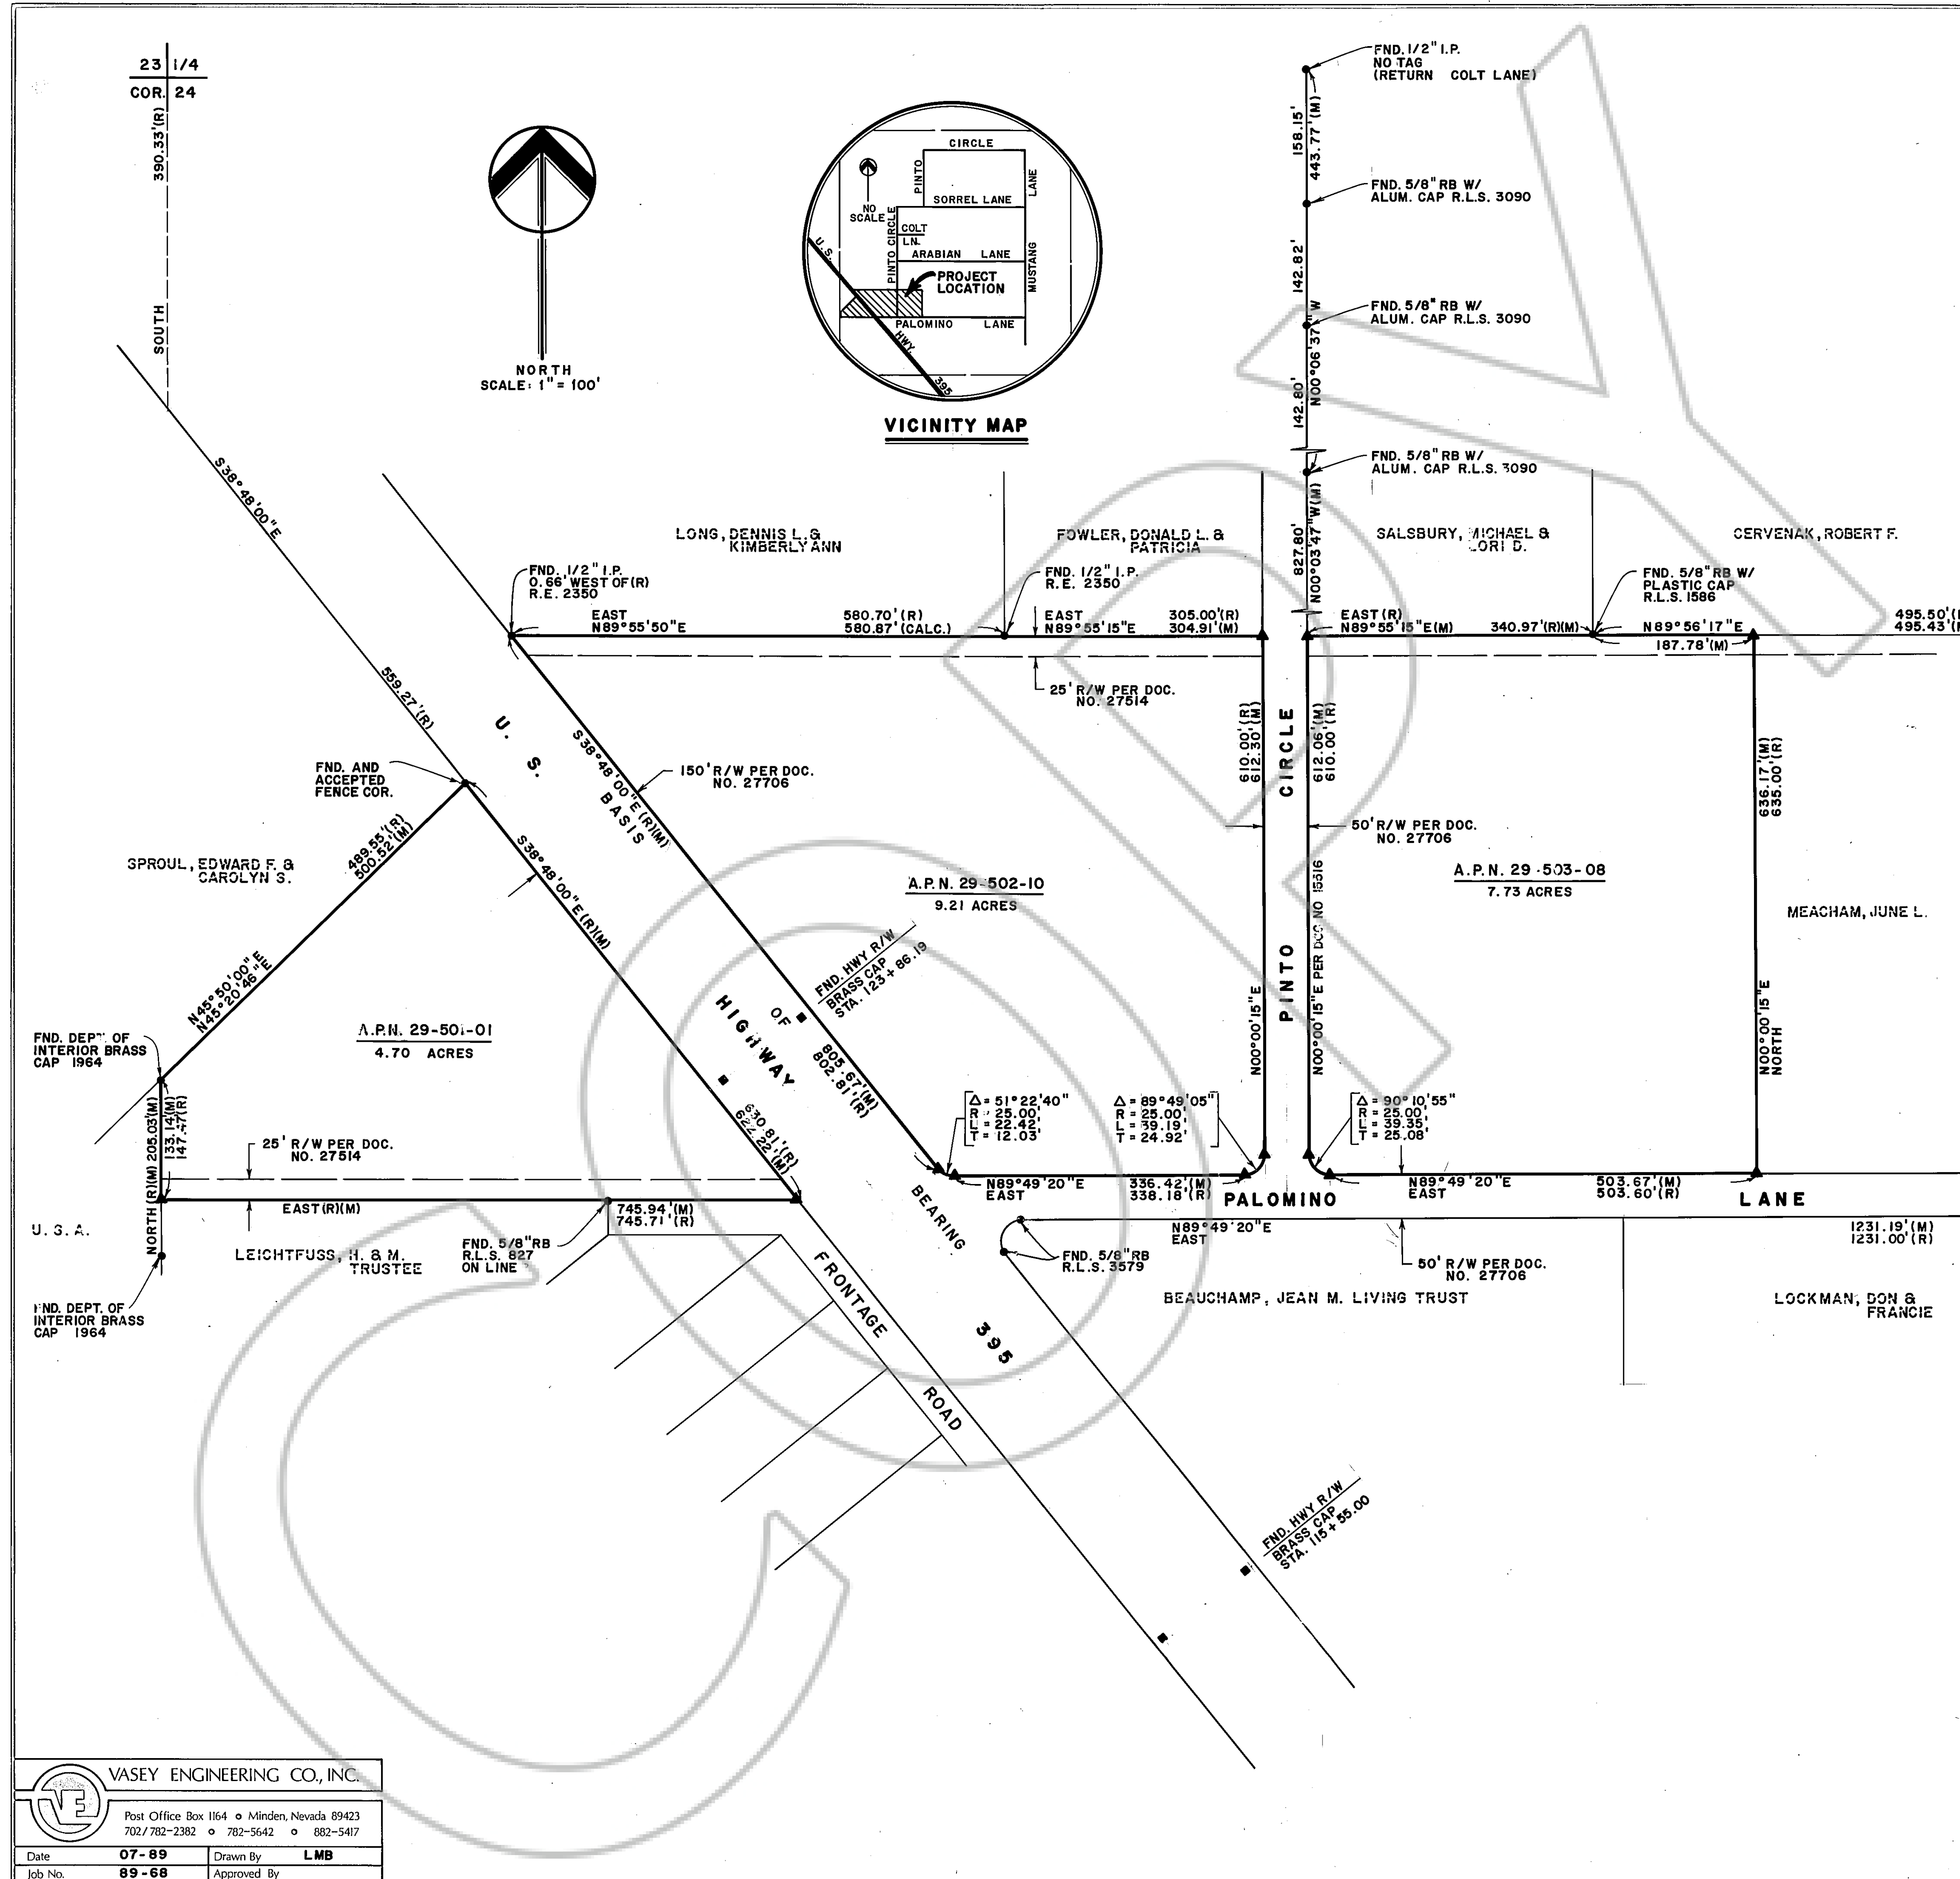 23 1/4
COR. 24
390.33'(R)
SOUTH
NORTH
SCALE: 1" = 100'
CIRCLE
PINTO
LANE
NO
SCALE
SORREL LANE
PINTO CIRCLE
COLT
LN.
ARABIAN LANE
MUSTANG
U.S.
PROJECT
LOCATION
PALOMINO LANE
HWY.
395
VICINITY MAP
FND. 1/2" I.P.
NO TAG
(RETURN COLT LANE)
158.15'
443.77'(M)
FND. 5/8" RB W/
ALUM. CAP R.L.S. 3090
142.82'
FND. 5/8" RB W/
ALUM. CAP R.L.S. 3090
N00°06'37" W
142.80'
FND. 5/8" RB W/
ALUM. CAP R.L.S. 3090
827.80'
N00°03'47"W(M)
S38°48'00"E
559.27'(R)
LONG, DENNIS L. &
KIMBERLY ANN
FOWLER, DONALD L. &
PATRICIA
SALSBURY, MICHAEL &
LORI D.
CERVENAK, ROBERT F.
FND. 1/2" I.P.
0.66' WEST OF (R)
R.E. 2350
FND. 1/2" I.P.
R.E. 2350
FND. 5/8" RB W/
PLASTIC CAP
R.L.S. 1586
EAST 580.70'(R)
N89°55'50"E 580.87'(CALC.)
EAST 305.00'(R)
N89°55'15"E 304.91'(M)
EAST(R)
N89°55'15"E(M) 340.97'(R)(M)
N89°56'17"E
187.78'(M)
495.50'
495.43'
25' R/W PER DOC.
NO. 27514
FND. AND
ACCEPTED
FENCE COR.
U. S.
S38°48'00"E(R)(M)
BASIS
150' R/W PER DOC.
NO. 27706
610.00'(R)
612.30'(M)
CIRCLE
612.06'(M)
610.00'(R)
636.17'(M)
635.00'(R)
50' R/W PER DOC.
NO. 27706
SPROUL, EDWARD F. &
CAROLYN S.
489.55'(R)
500.52'(M)
S38°48'00"E(R)(M)
A.P.N. 29-502-10
9.21 ACRES
A.P.N. 29-503-08
7.73 ACRES
MEACHAM, JUNE L.
N45°50'00"E
N45°20'46"E
FND. HWY R/W
BRASS CAP
STA. 123 + 86.19
OF
HIGHWAY
PINTO
N00°00'15"E
N00°00'15"E PER DOC. NO. 15516
N00°00'15"E
NORTH
A.P.N. 29-501-01
4.70 ACRES
FND. DEPT. OF
INTERIOR BRASS
CAP 1964
805.67'(M)
802.81'(R)
630.81'(R)
622.22'(M)
NORTH(R)(M) 205.03'(M)
133.14'(M)
147.47'(R)
25' R/W PER DOC.
NO. 27514
Δ = 51°22'40"
R = 25.00'
L = 22.42'
T = 12.03'
Δ = 89°49'05"
R = 25.00'
L = 39.19'
T = 24.92'
Δ = 90°10'55"
R = 25.00'
L = 39.35'
T = 25.08'
N89°49'20"E 336.42'(M)
EAST 338.18'(R)
N89°49'20"E 503.67'(M)
EAST 503.60'(R)
PALOMINO LANE
EAST(R)(M)
745.94'(M)
745.71'(R)
U.S.A.
LEICHTFUSS, H. & M.
TRUSTEE
FND. 5/8"RB
R.L.S. 827
ON LINE
BEARING
N89°49'20"E
EAST
1231.19'(M)
1231.00'(R)
FND. 5/8"RB
R.L.S. 3579
50' R/W PER DOC.
NO. 27706
FND. DEPT. OF
INTERIOR BRASS
CAP 1964
BEAUCHAMP, JEAN M. LIVING TRUST
LOCKMAN, DON &
FRANCIE
FRONTAGE
ROAD
395
FND. HWY R/W
BRASS CAP
STA. 115 + 55.00
COPY
VE
VASEY ENGINEERING CO., INC.
Post Office Box 1164 o Minden, Nevada 89423
702/782-2382 o 782-5642 o 882-5417
Date 07-89 Drawn By LMB
Job No. 89-68 Approved By